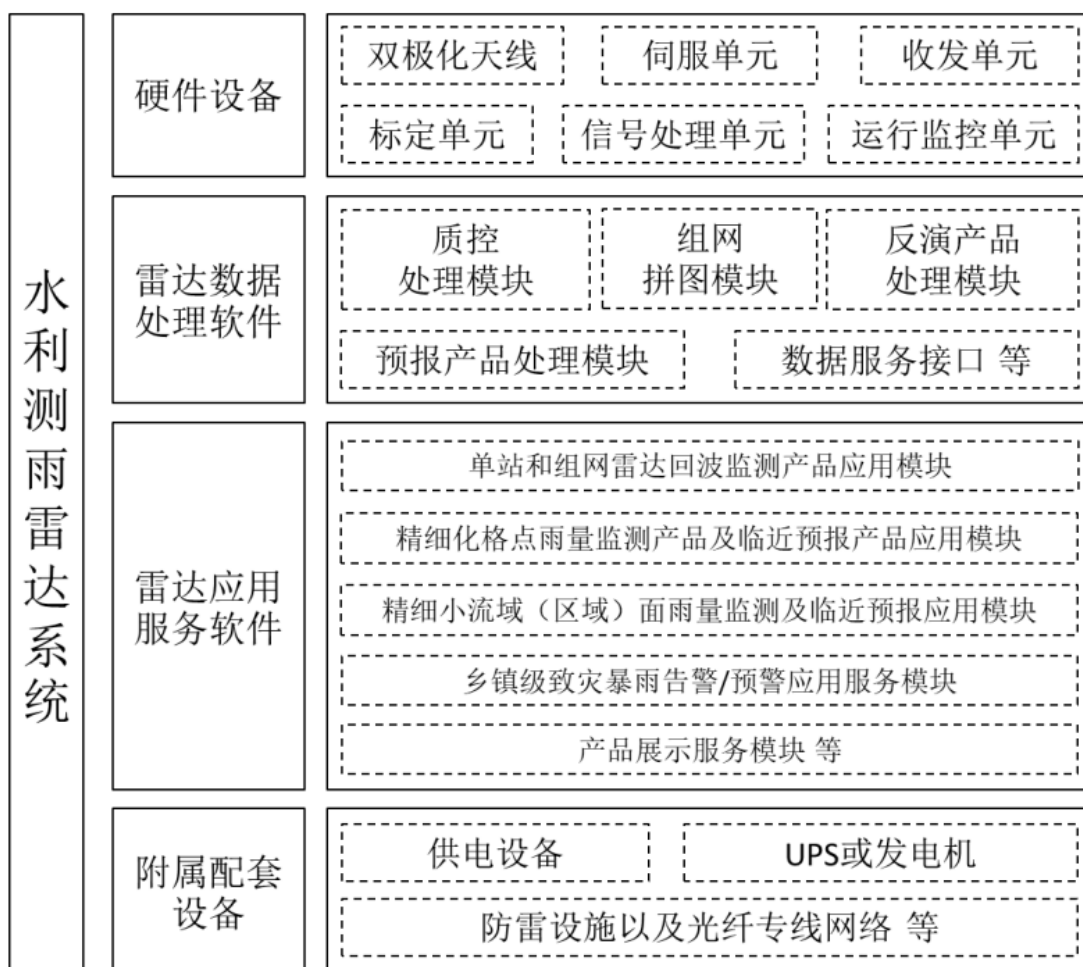 水利测雨雷达系统
硬件设备
双极化天线
伺服单元
收发单元
标定单元
信号处理单元
运行监控单元
雷达数据
处理软件
质控
处理模块
组网
拼图模块
反演产品
处理模块
预报产品处理模块
数据服务接口 等
雷达应用
服务软件
单站和组网雷达回波监测产品应用模块
精细化格点雨量监测产品及临近预报产品应用模块
精细小流域（区域）面雨量监测及临近预报应用模块
乡镇级致灾暴雨告警/预警应用服务模块
产品展示服务模块 等
附属配套
设备
供电设备
UPS或发电机
防雷设施以及光纤专线网络 等